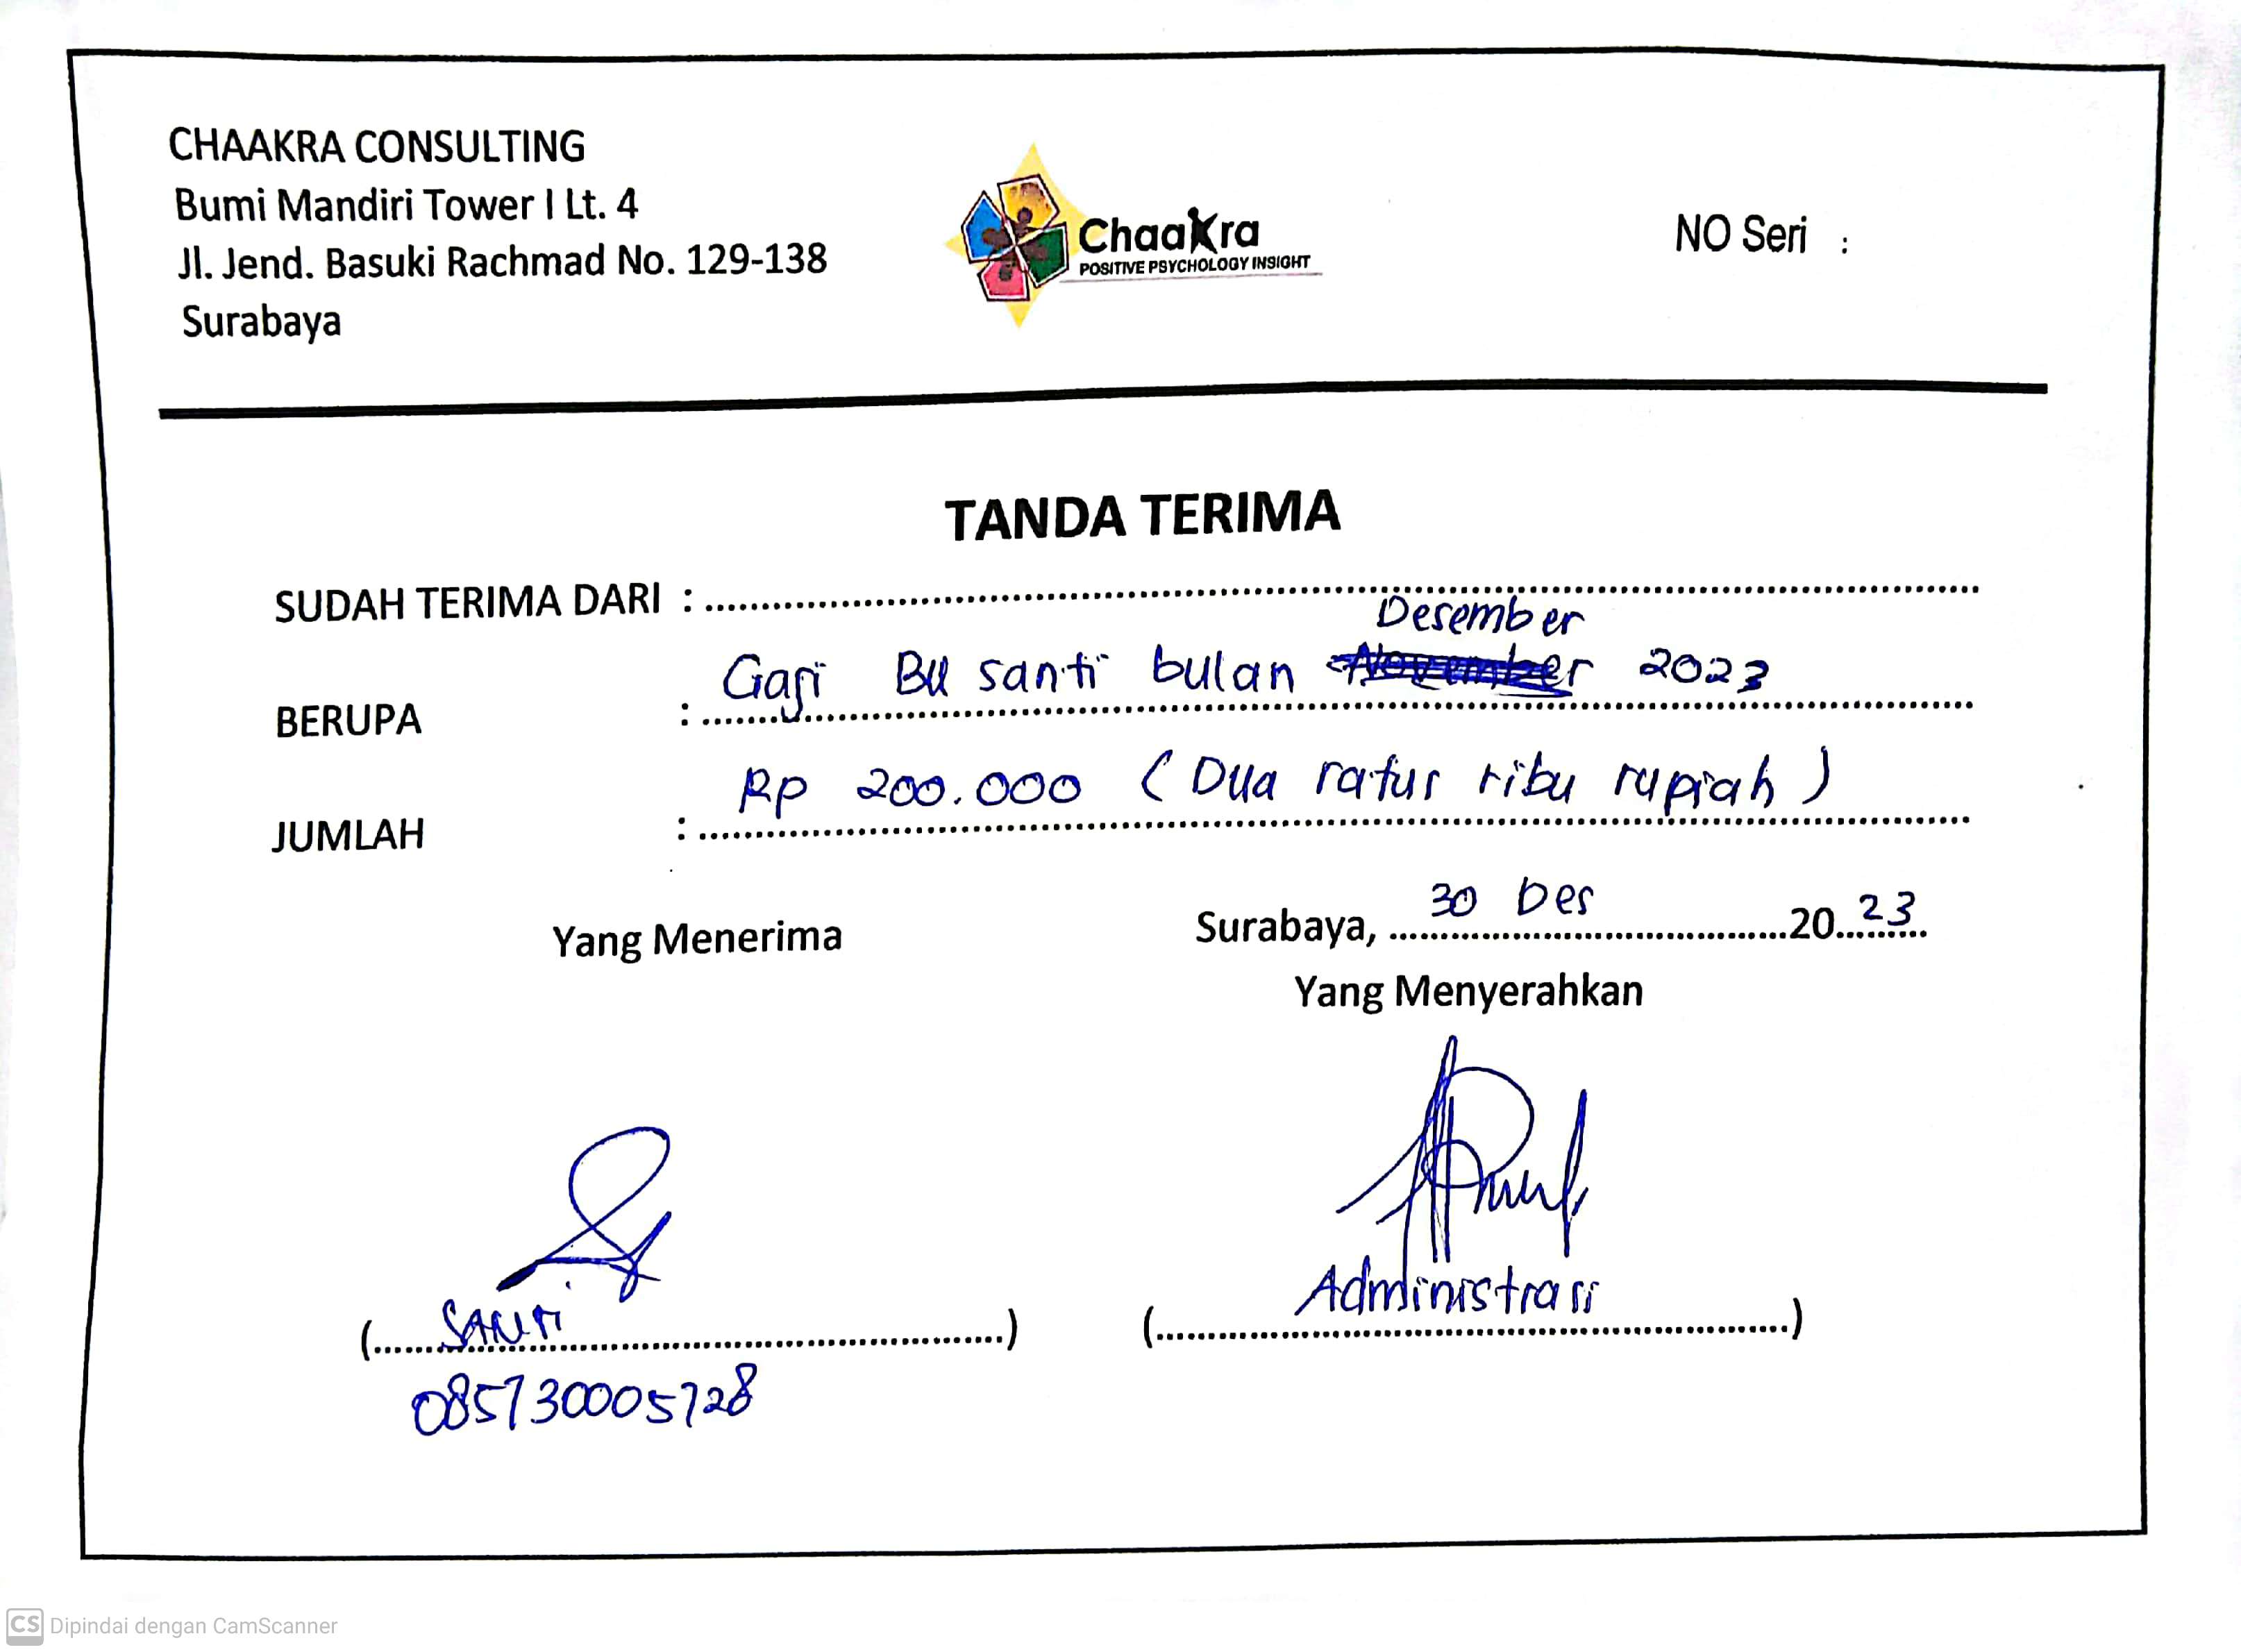 CHAAKRA CONSULTING
Bumi Mandiri Tower I Lt. 4
Jl. Jend. Basuki Rachmad No. 129-138
Surabaya
Chaakra
POSITIVE PSYCHOLOGY INSIGHT
NO Seri :
TANDA TERIMA
SUDAH TERIMA DARI :
Desember
BERUPA : Gaji Bu santi bulan November 2023
JUMLAH : Rp 200.000 (Dua ratus ribu rupiah)
Surabaya, 30 Des 2023
Yang Menerima
Yang Menyerahkan
(SANTI)
(Administrasi)
085730005728
CS Dipindai dengan CamScanner